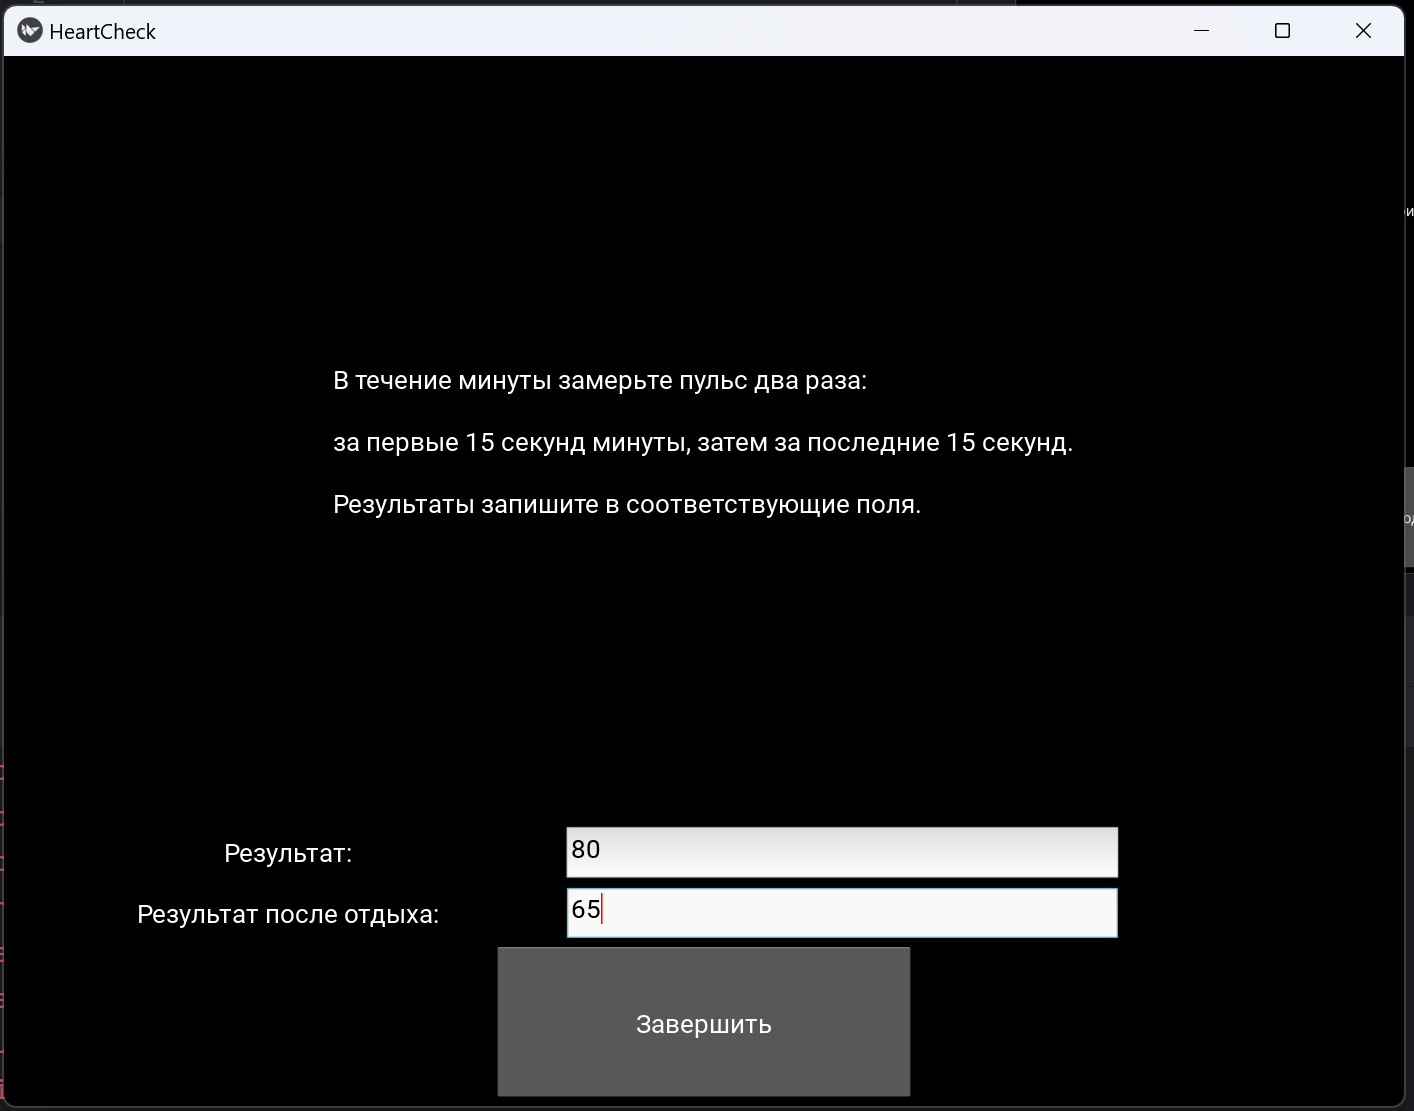 HeartCheck
В течение минуты замерьте пульс два раза:
за первые 15 секунд минуты, затем за последние 15 секунд.
Результаты запишите в соответствующие поля.
Результат:
80
Результат после отдыха:
65
Завершить